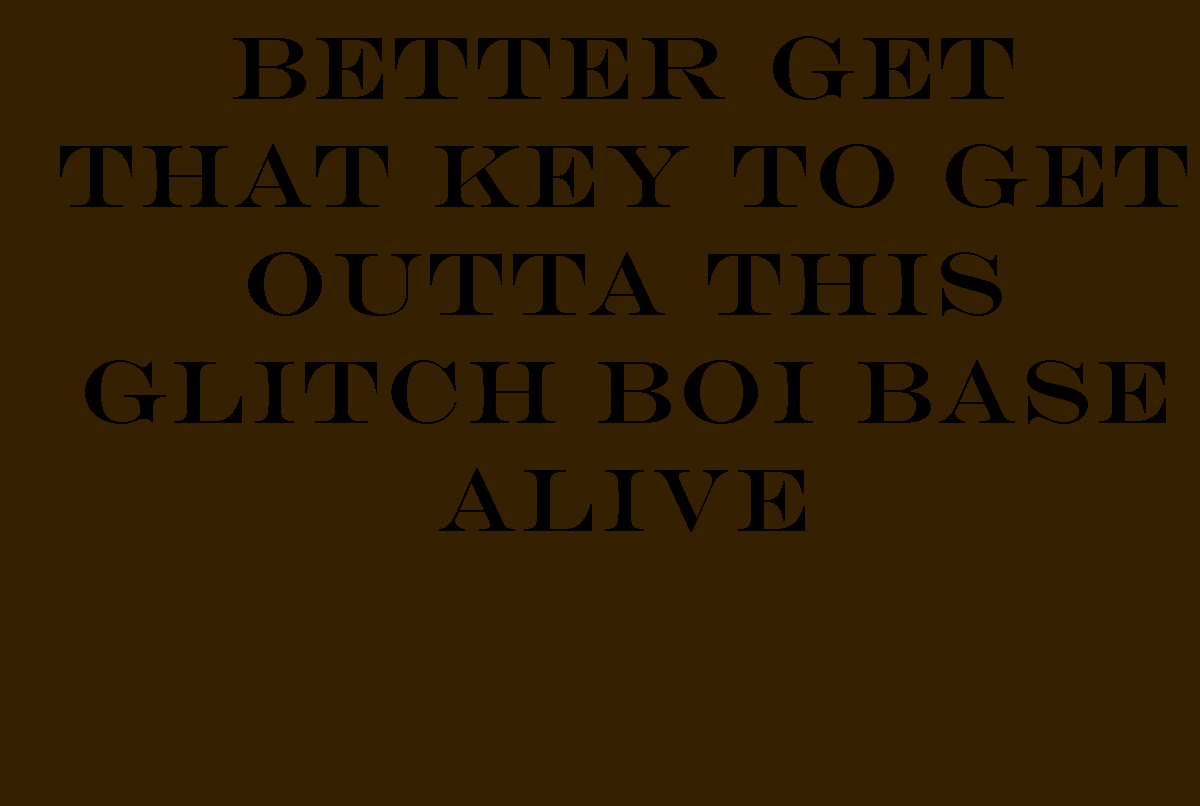 BETTER GET
THAT KEY TO GET
OUTTA THIS
GLITCH BOI BASE
ALIVE